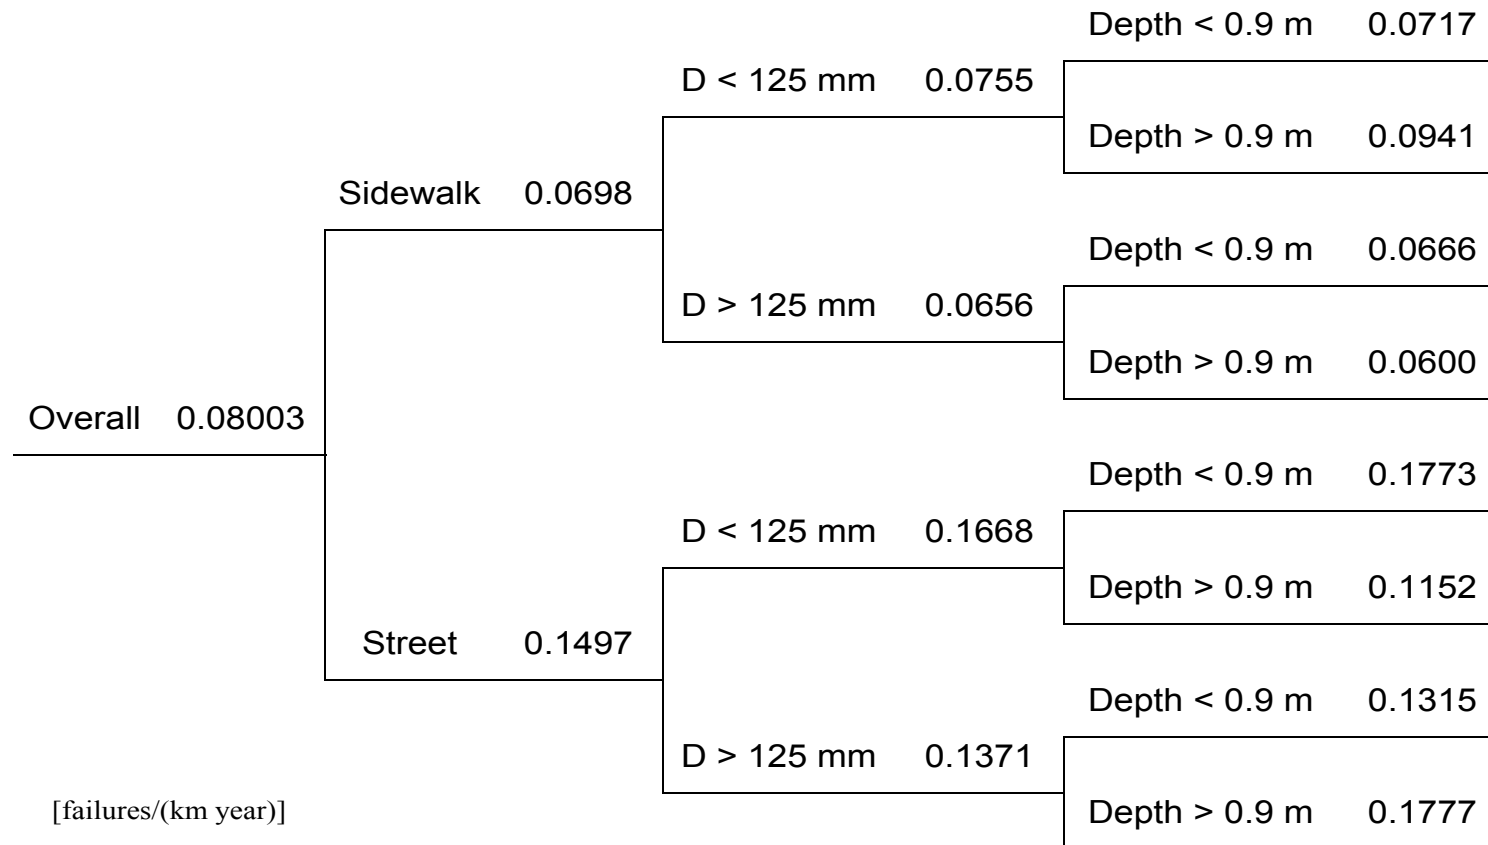 Depth < 0.9 m 0.0717
D < 125 mm 0.0755
Depth > 0.9 m 0.0941
Sidewalk 0.0698
Depth < 0.9 m 0.0666
D > 125 mm 0.0656
Depth > 0.9 m 0.0600
Overall 0.08003
Depth < 0.9 m 0.1773
D < 125 mm 0.1668
Depth > 0.9 m 0.1152
Street 0.1497
Depth < 0.9 m 0.1315
D > 125 mm 0.1371
[failures/(km year)]
Depth > 0.9 m 0.1777